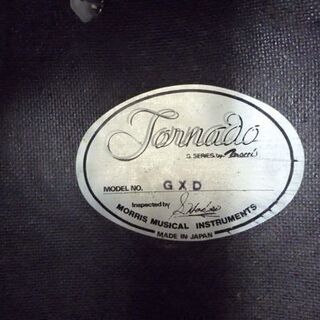 Tornado
G. SERIES by Morris
MODEL NO. GXD
Inspected by
MORRIS MUSICAL INSTRUMENTS
MADE IN JAPAN